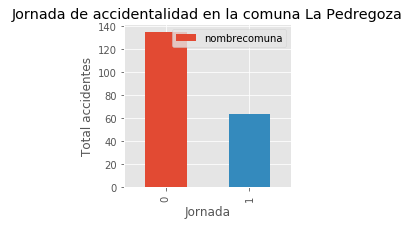 Jornada de accidentalidad en la comuna La Pedregoza
140
120
100
80
60
40
20
0
Total accidentes
nombrecomuna
0
1
Jornada